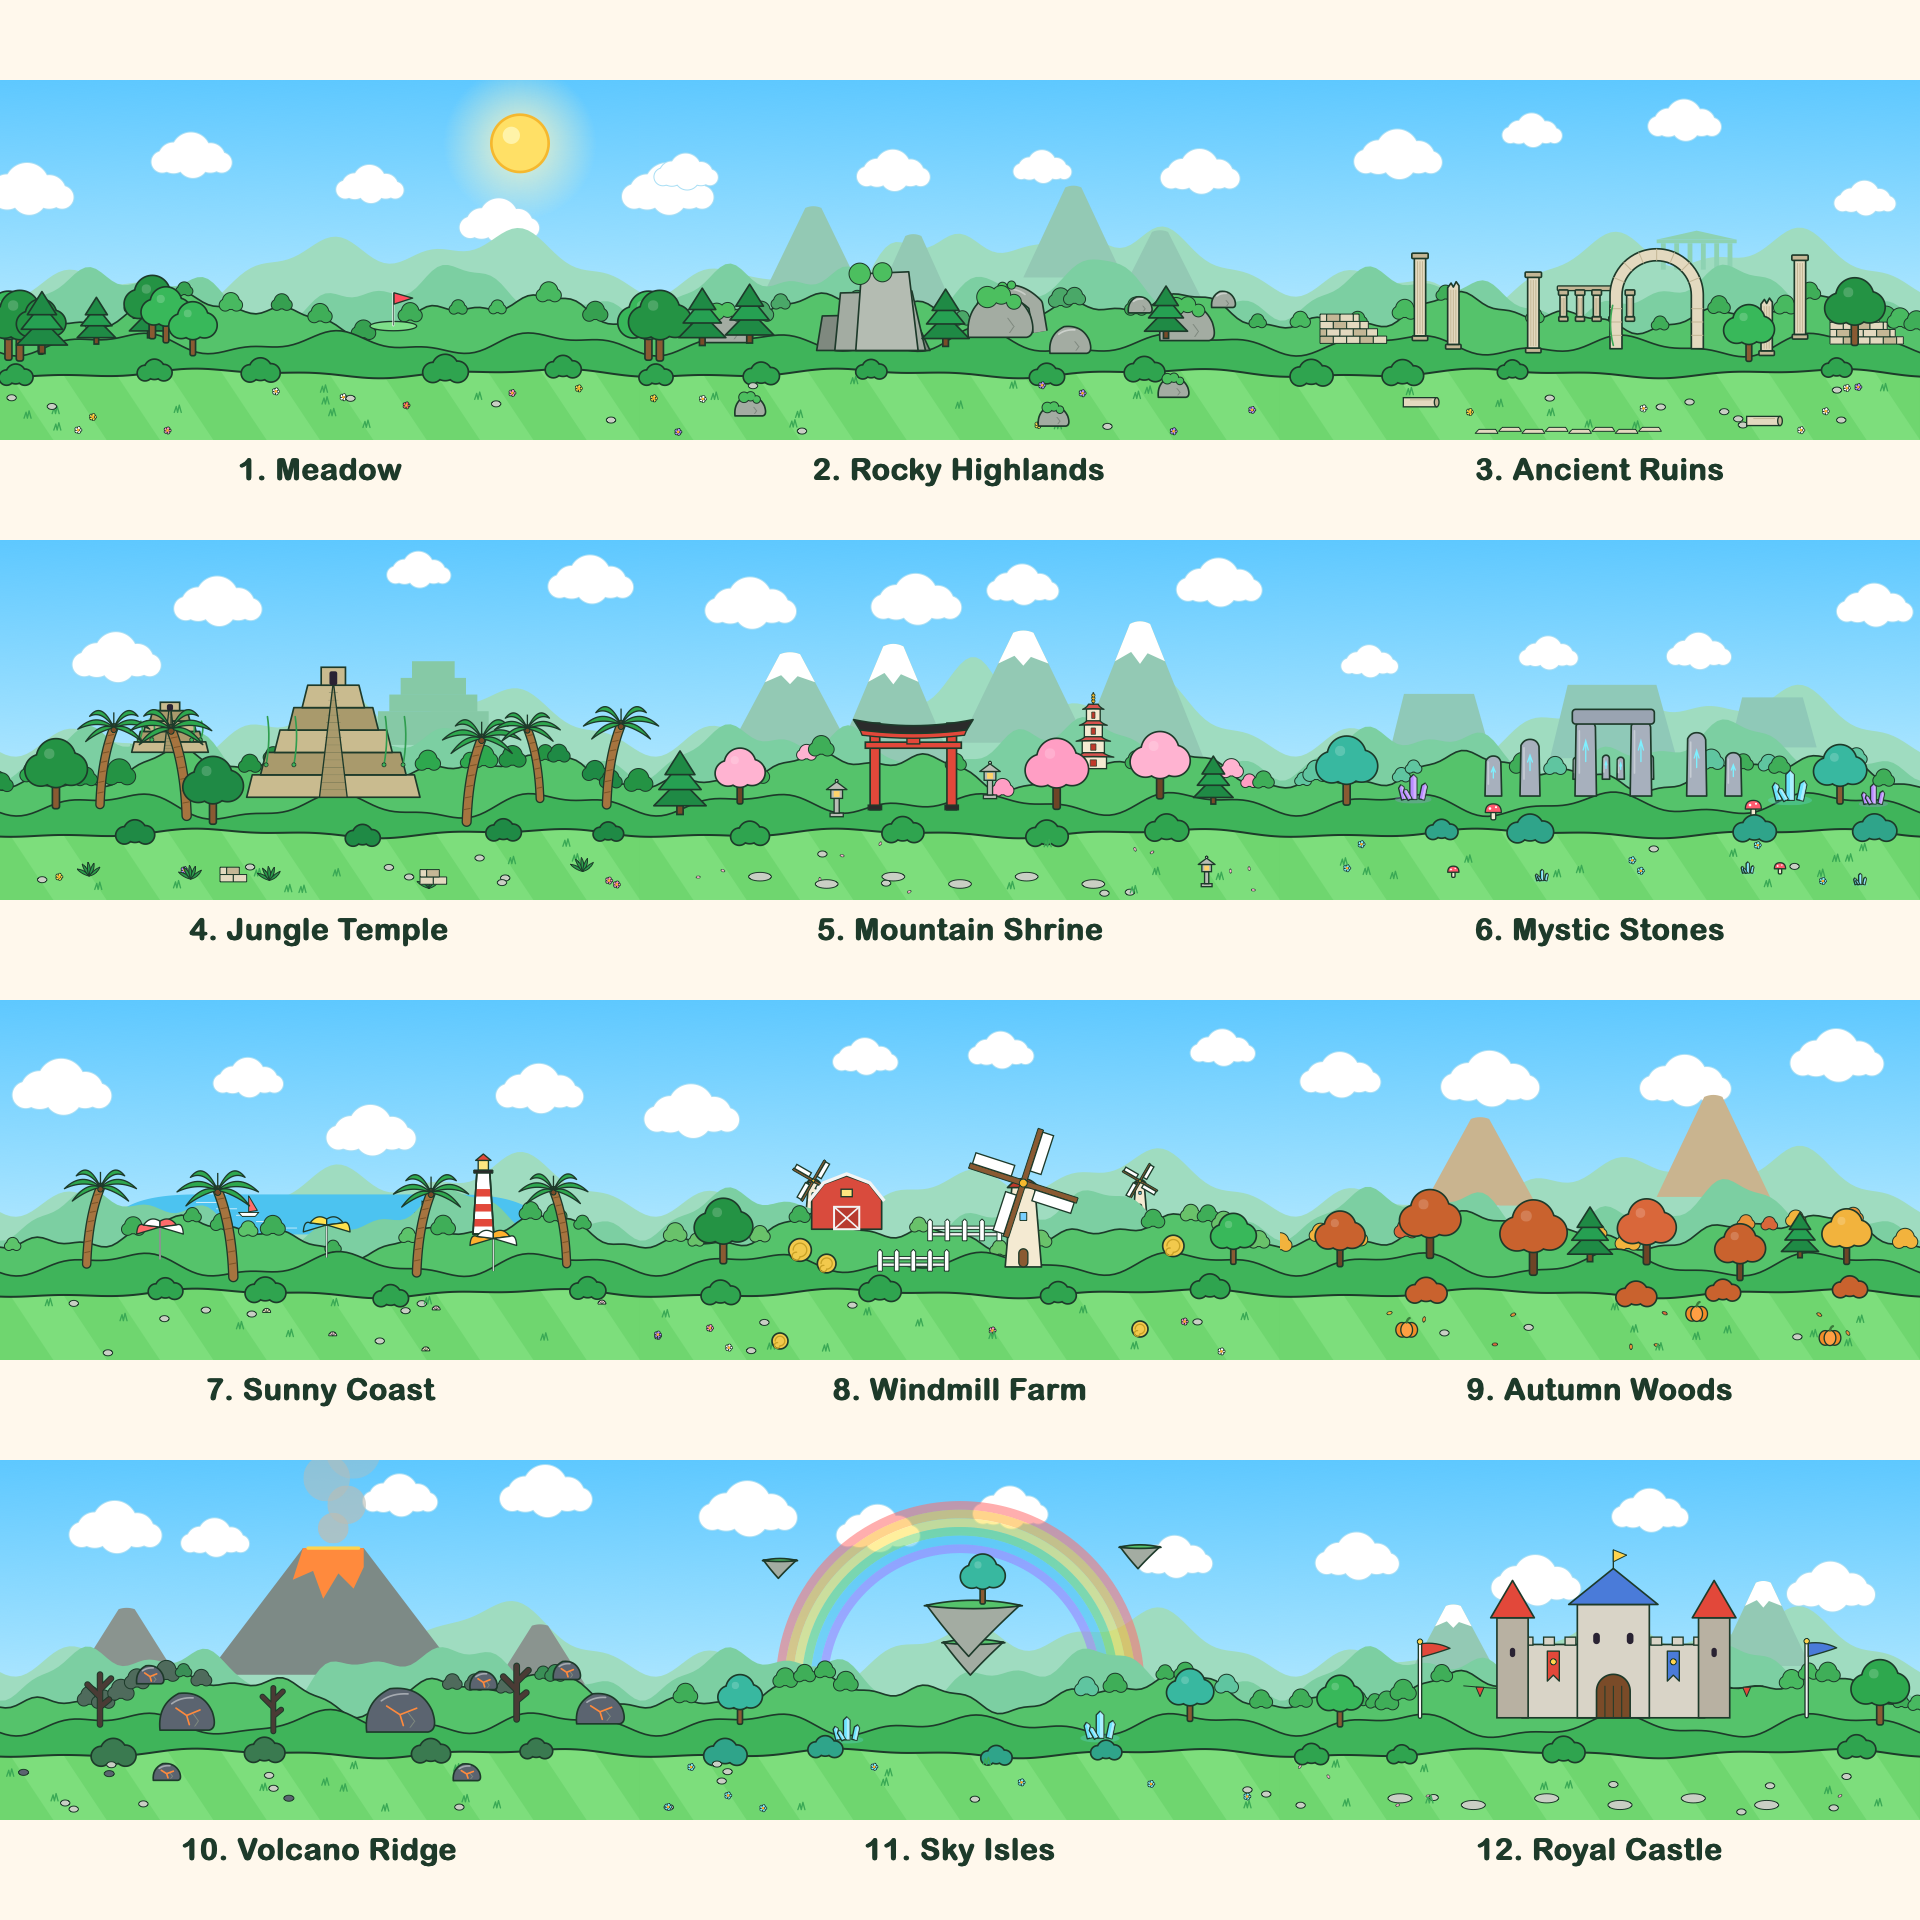 1. Meadow
2. Rocky Highlands
3. Ancient Ruins
4. Jungle Temple
5. Mountain Shrine
6. Mystic Stones
7. Sunny Coast
8. Windmill Farm
9. Autumn Woods
10. Volcano Ridge
11. Sky Isles
12. Royal Castle